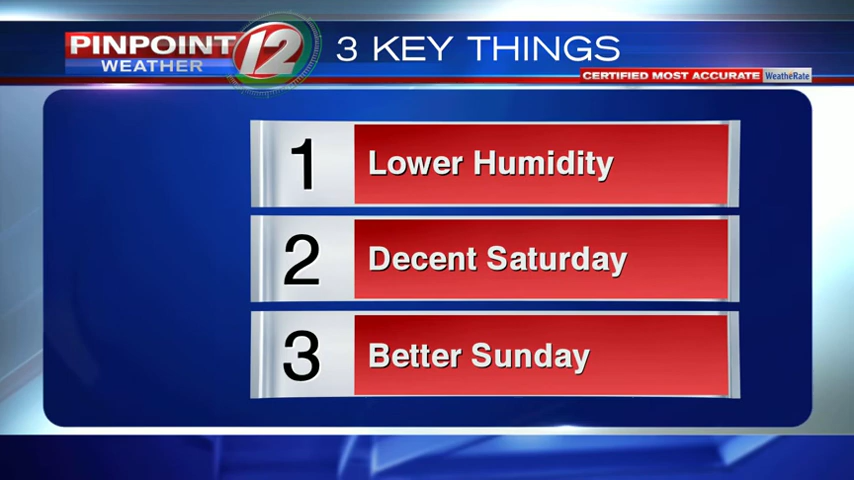 PINPOINT 12 3 KEY THINGS
WEATHER
CERTIFIED MOST ACCURATE WeatheRate
1 Lower Humidity
2 Decent Saturday
3 Better Sunday